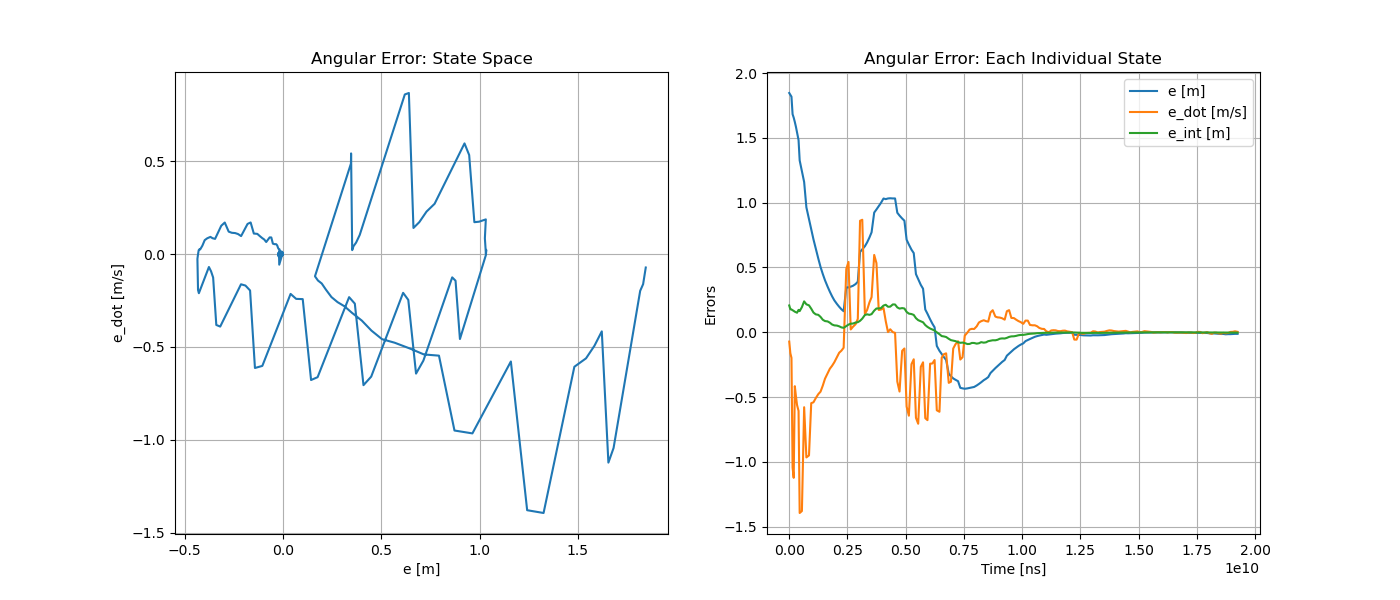 Angular Error: State Space
e_dot [m/s]
0.5
0.0
−0.5
−1.0
−1.5
−0.5 0.0 0.5 1.0 1.5
e [m]
Angular Error: Each Individual State
Errors
2.0
1.5
1.0
0.5
0.0
−0.5
−1.0
−1.5
e [m]
e_dot [m/s]
e_int [m]
0.00 0.25 0.50 0.75 1.00 1.25 1.50 1.75 2.00
1e10
Time [ns]